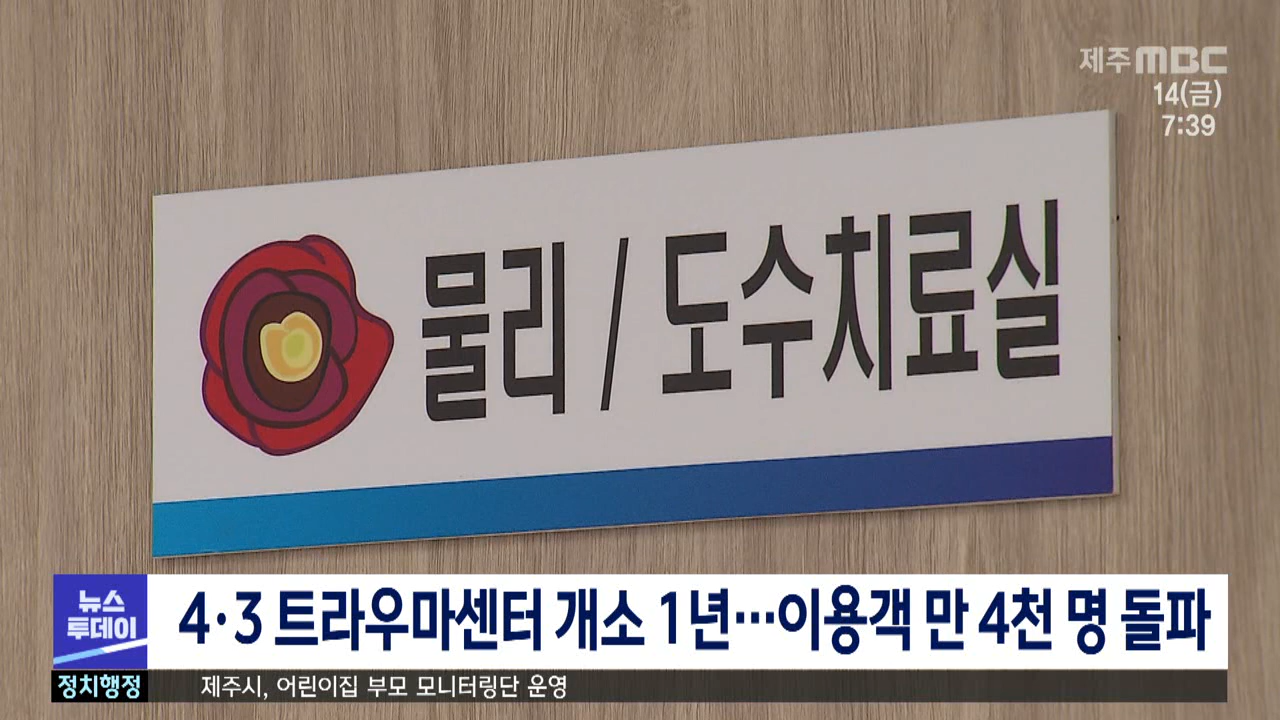 제주MBC
14(금)
7:39
물리 / 도수치료실
뉴스
투데이
4·3 트라우마센터 개소 1년…이용객 만 4천 명 돌파
정치행정
제주시, 어린이집 부모 모니터링단 운영